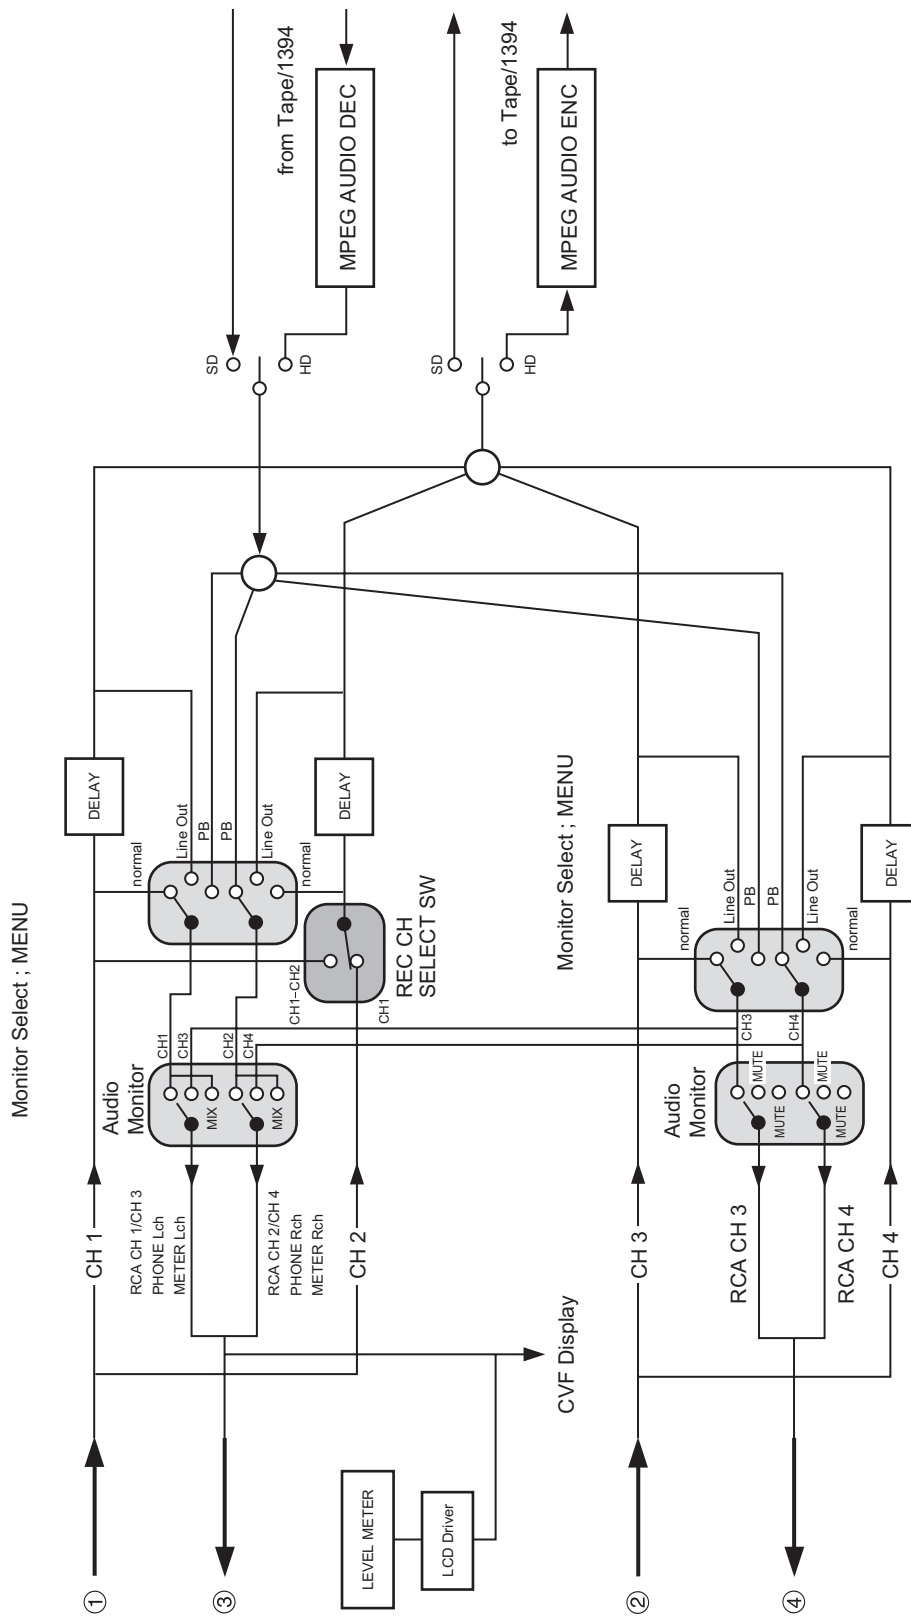 Monitor Select ; MENU
①
CH 1
DELAY
normal
Line Out
PB
PB
Line Out
normal
DELAY
Audio
Monitor
CH1
CH3
CH2
CH4
MIX
MIX
RCA CH 1/CH 3
PHONE Lch
METER Lch
RCA CH 2/CH 4
PHONE Rch
METER Rch
③
CH1–CH2
CH1
REC CH
SELECT SW
CH 2
SD
HD
from Tape/1394
MPEG AUDIO DEC
SD
HD
to Tape/1394
MPEG AUDIO ENC
LEVEL METER
LCD Driver
CVF Display
Monitor Select ; MENU
②
CH 3
DELAY
normal
Line Out
PB
PB
Line Out
normal
DELAY
Audio
Monitor
CH3
MUTE
MUTE
CH4
MUTE
MUTE
RCA CH 3
RCA CH 4
④
CH 4